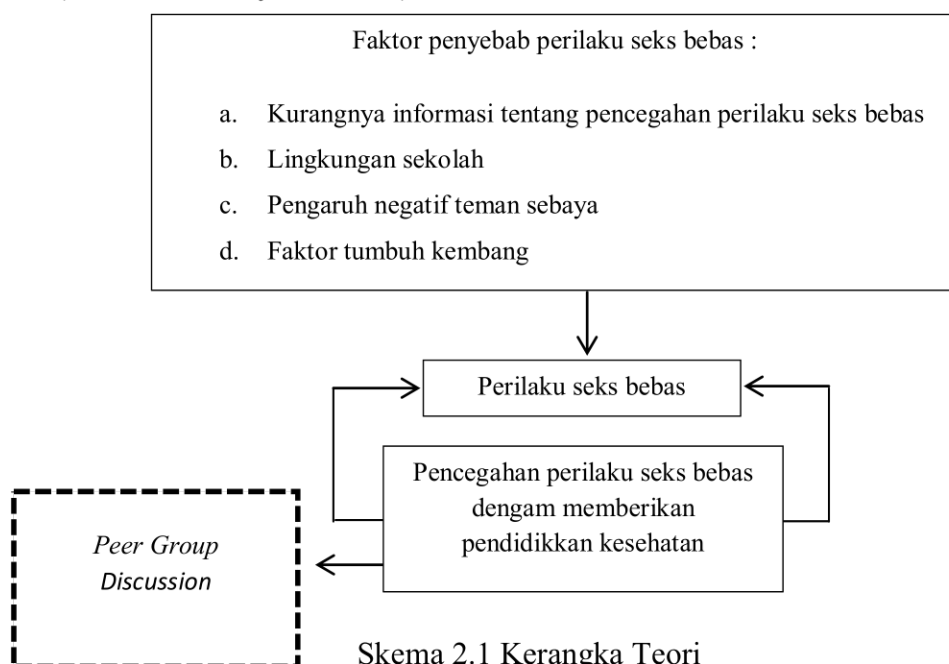 Faktor penyebab perilaku seks bebas :
a. Kurangnya informasi tentang pencegahan perilaku seks bebas
b. Lingkungan sekolah
c. Pengaruh negatif teman sebaya
d. Faktor tumbuh kembang
Perilaku seks bebas
Pencegahan perilaku seks bebas
dengam memberikan
pendidikkan kesehatan
Peer Group
Discussion
Skema 2.1 Kerangka Teori